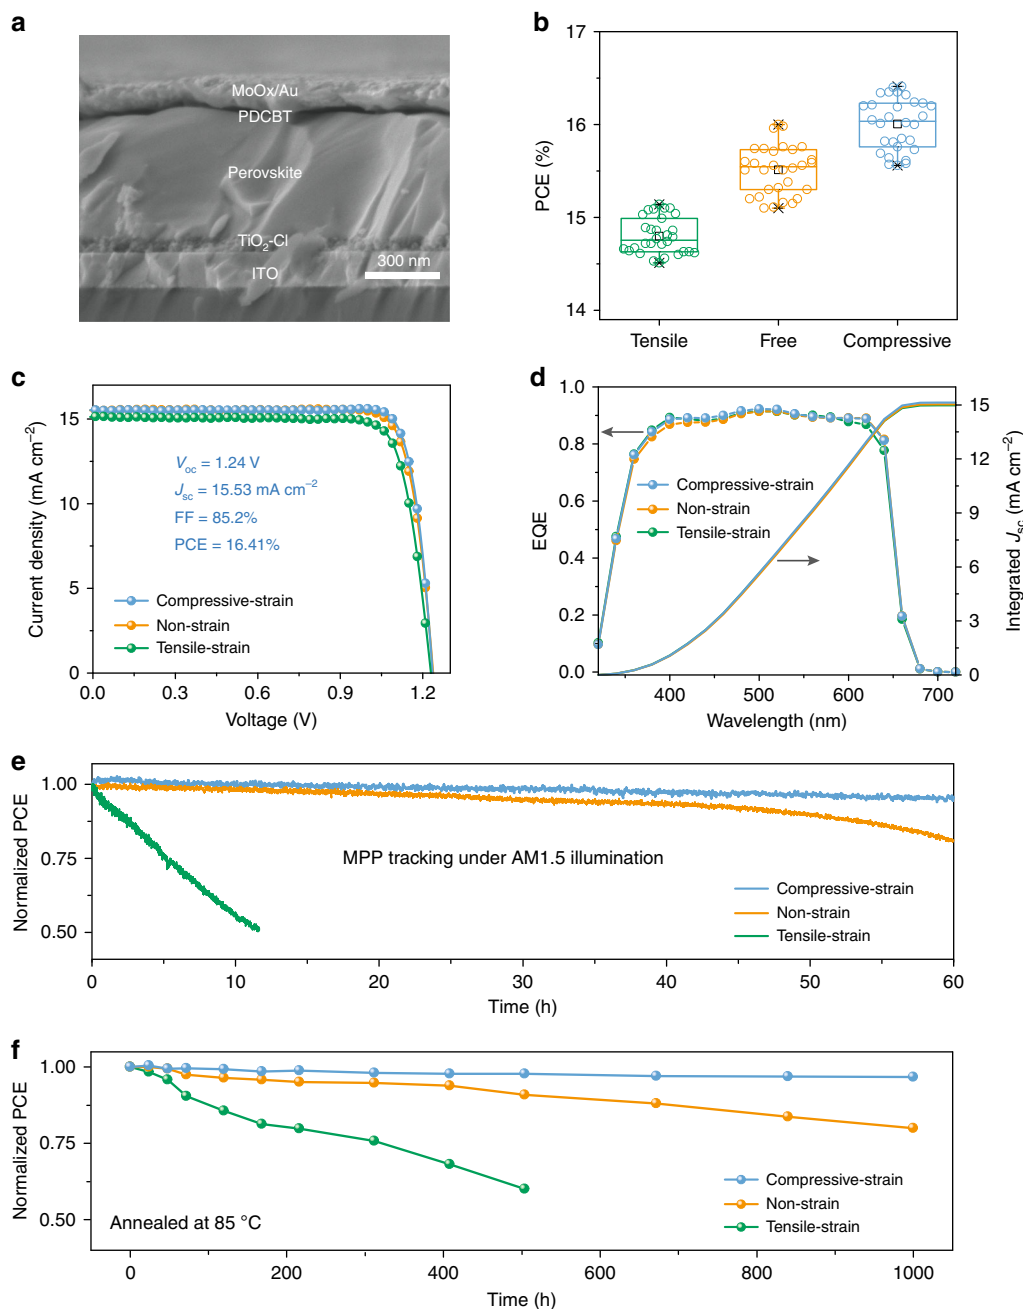 a
MoOx/Au
PDCBT
Perovskite
TiO₂-Cl
ITO
300 nm
b
17
16
15
14
PCE (%)
Tensile
Free
Compressive
c
15
10
5
0
Current density (mA cm⁻²)
V_oc = 1.24 V
J_sc = 15.53 mA cm⁻²
FF = 85.2%
PCE = 16.41%
Compressive-strain
Non-strain
Tensile-strain
0.0 0.3 0.6 0.9 1.2
Voltage (V)
d
1.0
0.8
0.6
0.4
0.2
0.0
EQE
Compressive-strain
Non-strain
Tensile-strain
15
12
9
6
3
0
Integrated J_sc (mA cm⁻²)
400 500 600 700
Wavelength (nm)
e
1.00
0.75
0.50
Normalized PCE
MPP tracking under AM1.5 illumination
Compressive-strain
Non-strain
Tensile-strain
0 10 20 30 40 50 60
Time (h)
f
1.00
0.75
0.50
Normalized PCE
Annealed at 85 °C
Compressive-strain
Non-strain
Tensile-strain
0 200 400 600 800 1000
Time (h)